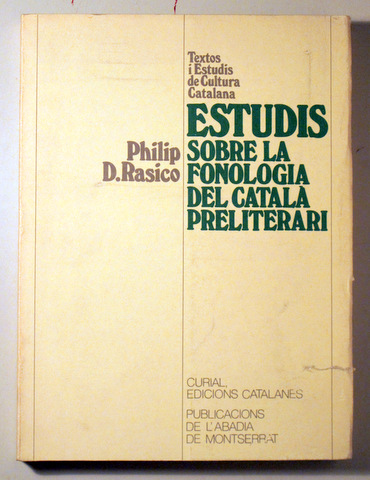 Textos
i Estudis
de Cultura
Catalana
ESTUDIS
SOBRE LA
FONOLOGIA
DEL CATALÀ
PRELITERARI
Philip
D.Rasico
CURIAL,
EDICIONS CATALANES
PUBLICACIONS
DE L'ABADIA
DE MONTSERRAT